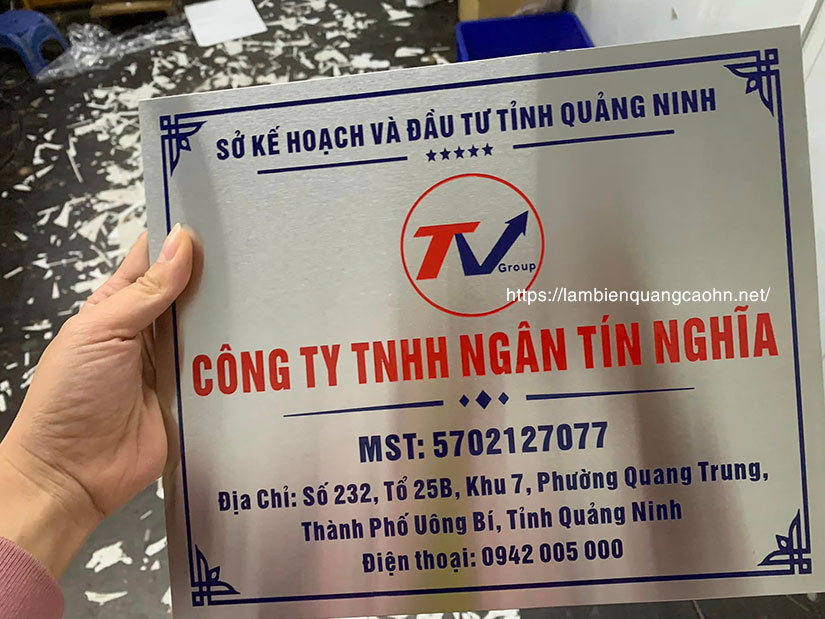 SỞ KẾ HOẠCH VÀ ĐẦU TƯ TỈNH QUẢNG NINH
TV
Group
https://lambienquangcaohn.net/
CÔNG TY TNHH NGÂN TÍN NGHĨA
MST: 5702127077
Địa Chỉ: Số 232, Tổ 25B, Khu 7, Phường Quang Trung,
Thành Phố Uông Bí, Tỉnh Quảng Ninh
Điện thoại: 0942 005 000